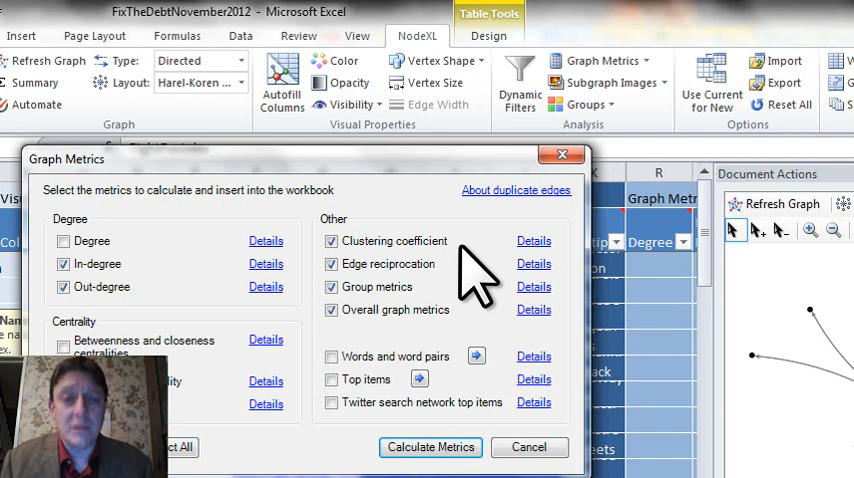 FixTheDebtNovember2012 - Microsoft Excel
Table Tools
Insert Page Layout Formulas Data Review View NodeXL Design
Refresh Graph Type: Directed
Summary Layout: Harel-Koren
Automate
Graph
Autofill Columns
Color Vertex Shape
Opacity Vertex Size
Visibility Edge Width
Visual Properties
Dynamic Filters
Graph Metrics
Subgraph Images
Groups
Analysis
Use Current for New
Import
Export
Reset All
Options
Graph Metrics
Select the metrics to calculate and insert into the workbook
About duplicate edges
Degree
Degree Details
In-degree Details
Out-degree Details
Centrality
Betweenness and closeness centralities Details
Details
Details
Other
Clustering coefficient Details
Edge reciprocation Details
Group metrics Details
Overall graph metrics Details
Words and word pairs Details
Top items Details
Twitter search network top items Details
Calculate Metrics Cancel
R
Graph Metr
Degree
Document Actions
Refresh Graph